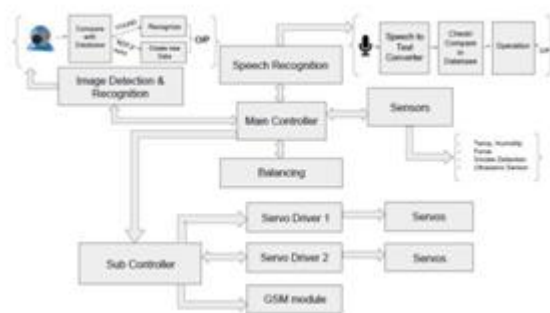 Compare
with
Database
FOUND
Recognize
Create new
Data
O/P
Speech to
Text
Converter
Check/
Compare
in
Database
Operation
Image Detection &
Recognition
Speech Recognition
Main Controller
Sensors
Temp, Humidity
Force
Smoke Detection
Ultrasonic Sensor
Balancing
Sub Controller
Servo Driver 1
Servos
Servo Driver 2
Servos
GSM module